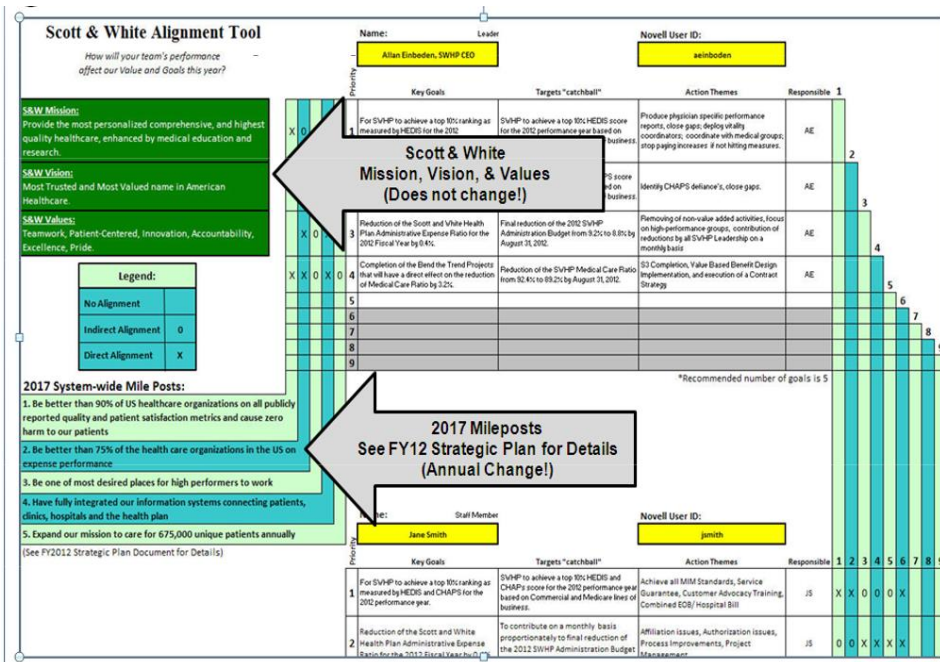 Scott & White Alignment Tool
How will your team's performance
affect our Value and Goals this year?
Name:
Leader
Allan Einboden, SWHP CEO
Novell User ID:
aeinboden
Priority
Key Goals
Targets "catchball"
Action Themes
Responsible
1
S&W Mission:
Provide the most personalized comprehensive, and highest
quality healthcare, enhanced by medical education and
research.
S&W Vision:
Most Trusted and Most Valued name in American
Healthcare.
S&W Values:
Teamwork, Patient-Centered, Innovation, Accountability,
Excellence, Pride.
X 0
1
For SWHP to achieve a top 10% ranking as
measured by HEDIS for the 2012
SWHP to achieve a top 10% HEDIS score
for the 2012 performance year based on
business.
Produce physician specific performance
reports, close gaps; deploy vitality
coordinators; coordinate with medical groups;
stop paying increases if not hitting measures.
AE
2
Scott & White
Mission, Vision, & Values
(Does not change!)
score
on
business.
Identify CHAPS defiance's, close gaps.
AE
3
X 0
3
Reduction of the Scott and White Health
Plan Administrative Expense Ratio for the
2012 Fiscal Year by 0.4%.
Final reduction of the 2012 SWHP
Administration Budget from 9.2% to 8.8% by
August 31, 2012.
Removing of non-value added activities, focus
on high-performance groups, contribution of
reductions by all SWHP Leadership on a
monthly basis
AE
4
X X 0 X 0
4
Completion of the Bend the Trend Projects
that will have a direct effect on the reduction
of Medical Care Ratio by 3.2%.
Reduction of the SWHP Medical Care Ratio
from 92.4% to 89.2% by August 31, 2012.
S3 Completion, Value Based Benefit Design
Implementation, and execution of a Contract
Strategy
AE
5
5
6
6
7
7
8
8
9
*Recommended number of goals is 5
Legend:
No Alignment
Indirect Alignment 0
Direct Alignment X
2017 System-wide Mile Posts:
1. Be better than 90% of US healthcare organizations on all publicly
reported quality and patient satisfaction metrics and cause zero
harm to our patients
2. Be better than 75% of the health care organizations in the US on
expense performance
3. Be one of most desired places for high performers to work
4. Have fully integrated our information systems connecting patients,
clinics, hospitals and the health plan
5. Expand our mission to care for 675,000 unique patients annually
(See FY2012 Strategic Plan Document for Details)
2017 Mileposts
See FY12 Strategic Plan for Details
(Annual Change!)
Staff Member
Jane Smith
Novell User ID:
jsmith
Priority
Key Goals
Targets "catchball"
Action Themes
Responsible
1 2 3 4 5 6 7 8
1
For SWHP to achieve a top 10% ranking as
measured by HEDIS and CHAPS for the
2012 performance year.
SWHP to achieve a top 10% HEDIS and
CHAPs score for the 2012 performance year
based on Commercial and Medicare lines of
business.
Achieve all MIM Standards, Service
Guarantee, Customer Advocacy Training,
Combined EOB/ Hospital Bill
JS
X X 0 0 0 X
2
Reduction of the Scott and White
Health Plan Administrative Expense
Ratio for the 2012 Fiscal Year by
To contribute on a monthly basis
proportionately to final reduction of
the 2012 SWHP Administration Budget
Affiliation issues, Authorization issues,
Process Improvements, Project
Management
JS
0 0 X X X X